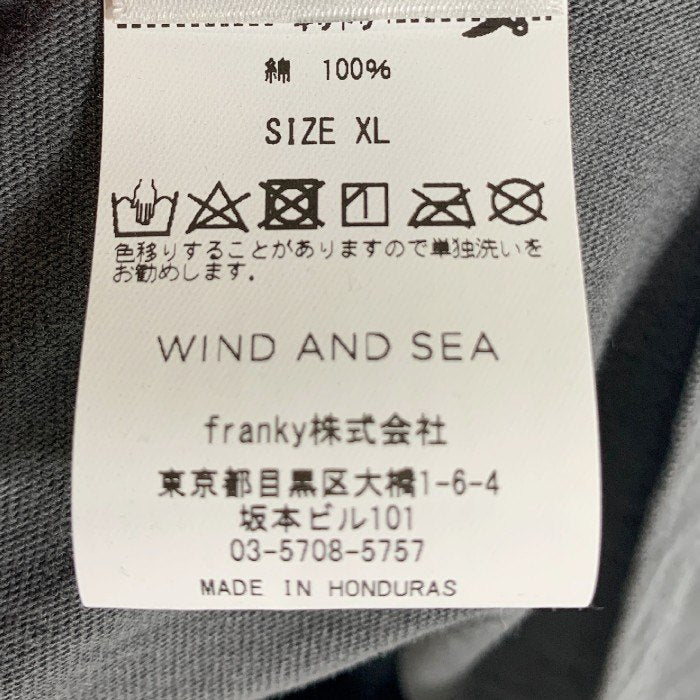 綿 100%
SIZE XL
色移りすることがありますので単独洗いを
お勧めします。
WIND AND SEA
franky株式会社
東京都目黒区大橋1-6-4
坂本ビル101
03-5708-5757
MADE IN HONDURAS